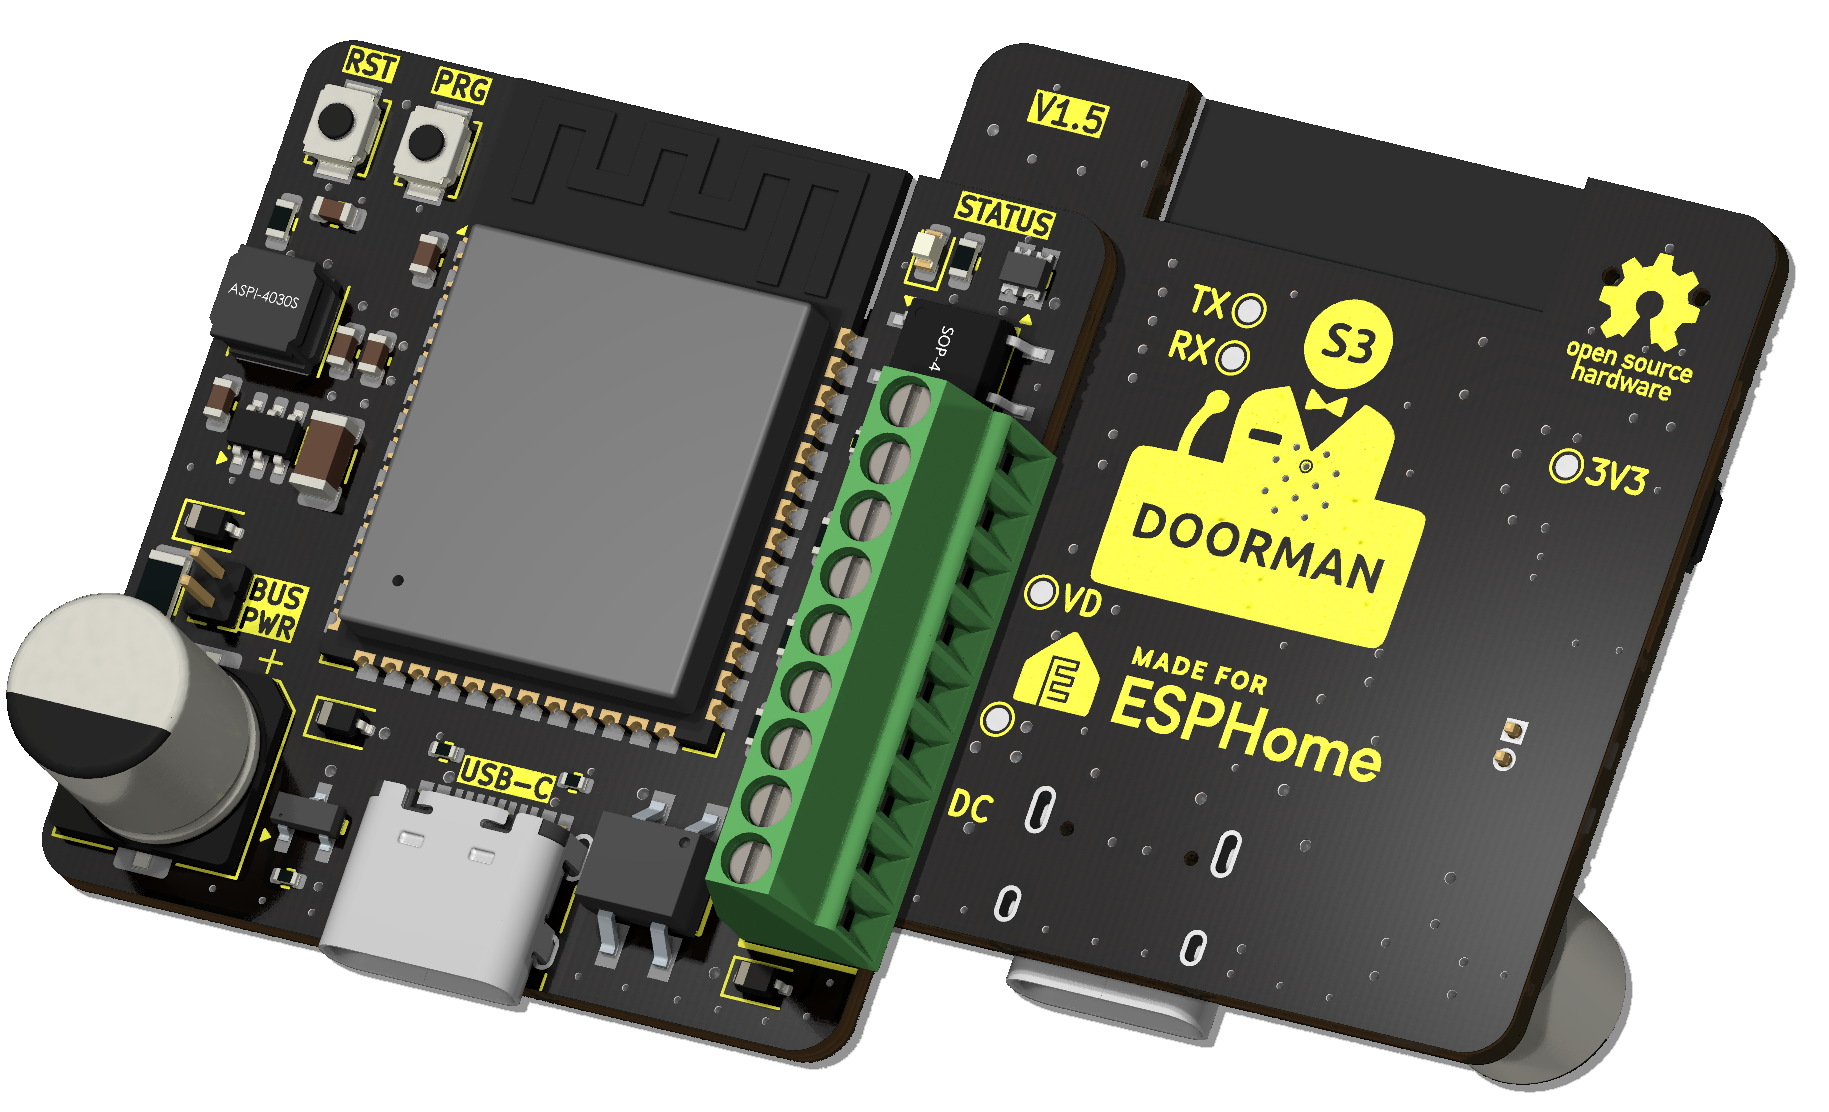 RST
PRG
ASPI-4030S
STATUS
SOP-4
BUS
PWR
+
USB-C
V1.5
TX
RX
S3
open source
hardware
3V3
DOORMAN
VD
MADE FOR
ESPHome
DC